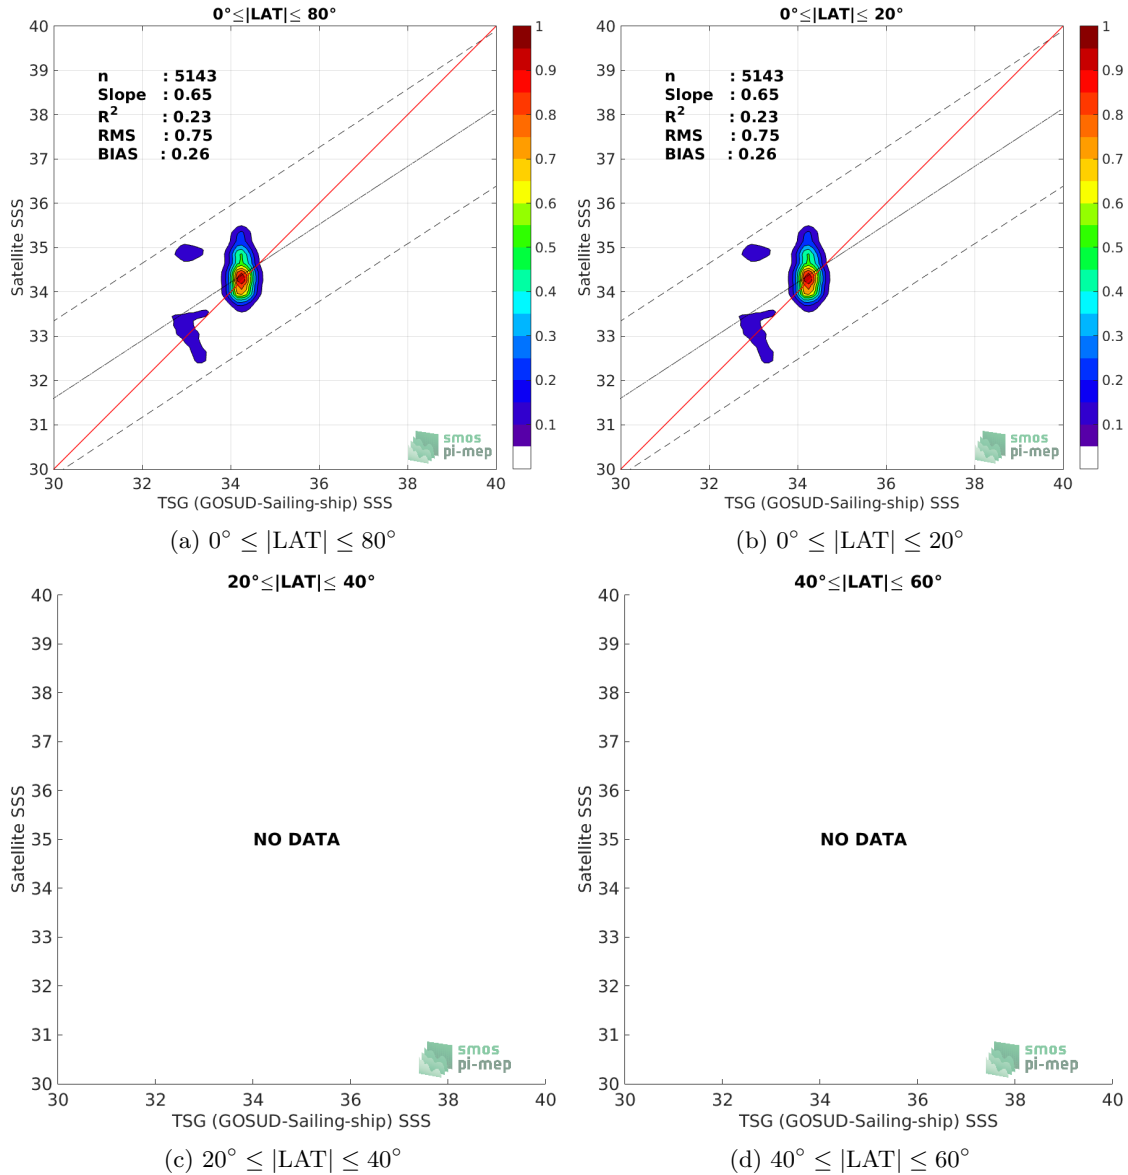 0°≤|LAT|≤ 80°
n : 5143
Slope : 0.65
R² : 0.23
RMS : 0.75
BIAS : 0.26
Satellite SSS
40
39
38
37
36
35
34
33
32
31
30
30 32 34 36 38 40
TSG (GOSUD-Sailing-ship) SSS
1
0.9
0.8
0.7
0.6
0.5
0.4
0.3
0.2
0.1
smos
pi-mep
(a) 0° ≤ |LAT| ≤ 80°
0°≤|LAT|≤ 20°
n : 5143
Slope : 0.65
R² : 0.23
RMS : 0.75
BIAS : 0.26
Satellite SSS
40
39
38
37
36
35
34
33
32
31
30
30 32 34 36 38 40
TSG (GOSUD-Sailing-ship) SSS
1
0.9
0.8
0.7
0.6
0.5
0.4
0.3
0.2
0.1
smos
pi-mep
(b) 0° ≤ |LAT| ≤ 20°
20°≤|LAT|≤ 40°
Satellite SSS
40
39
38
37
36
35
34
33
32
31
30
NO DATA
smos
pi-mep
30 32 34 36 38 40
TSG (GOSUD-Sailing-ship) SSS
(c) 20° ≤ |LAT| ≤ 40°
40°≤|LAT|≤ 60°
Satellite SSS
40
39
38
37
36
35
34
33
32
31
30
NO DATA
smos
pi-mep
30 32 34 36 38 40
TSG (GOSUD-Sailing-ship) SSS
(d) 40° ≤ |LAT| ≤ 60°